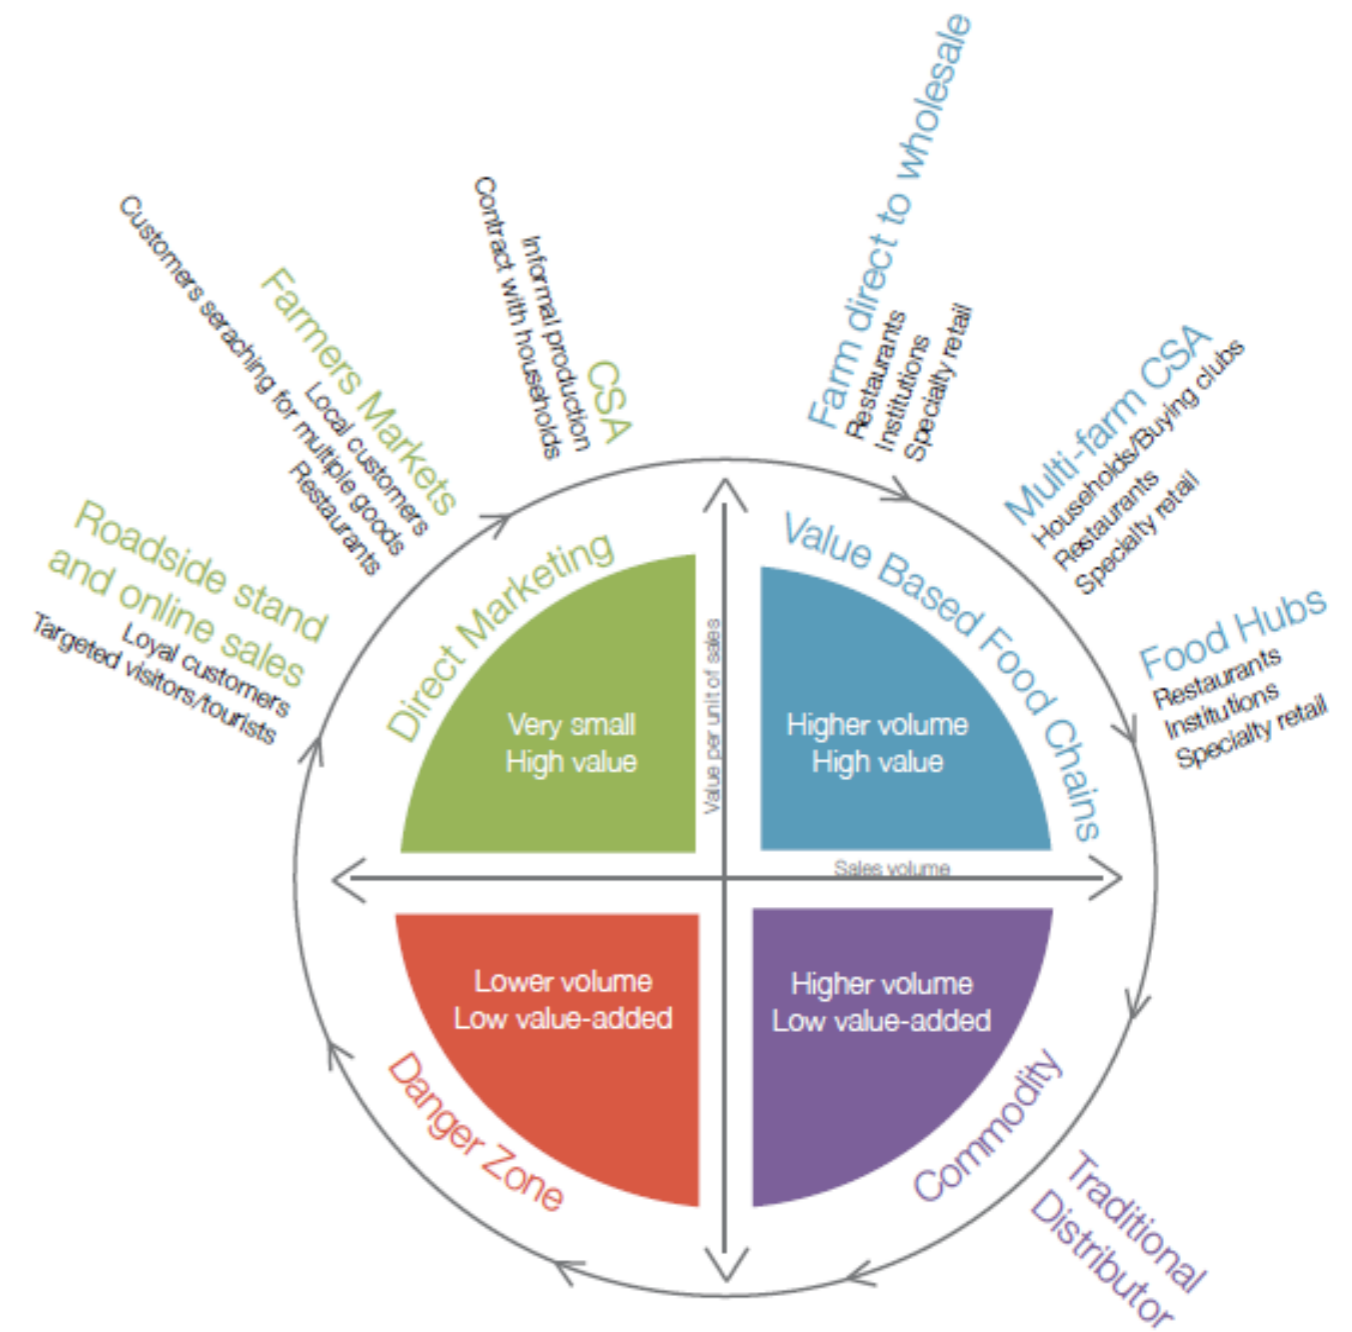 Roadside stand
and online sales
Loyal customers
Targeted visitors/tourists
Farmers Markets
Local customers
Customers seraching for multiple goods
Restaurants
CSA
Informal production
Contract with households
Farm direct to wholesale
Restaurants
Institutions
Specialty retail
Multi-farm CSA
Households/Buying clubs
Restaurants
Specialty retail
Food Hubs
Restaurants
Institutions
Specialty retail
Direct Marketing
Very small
High value
Value per unit of sales
Value Based Food Chains
Higher volume
High value
Sales volume
Lower volume
Low value-added
Danger Zone
Higher volume
Low value-added
Commodity
Traditional
Distributor